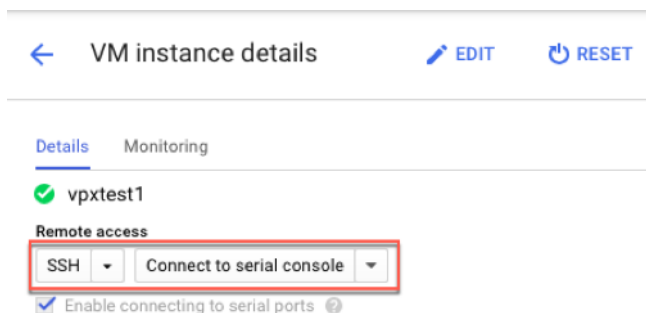 VM instance details EDIT RESET
Details Monitoring
vpxtest1
Remote access
SSH Connect to serial console
Enable connecting to serial ports ?